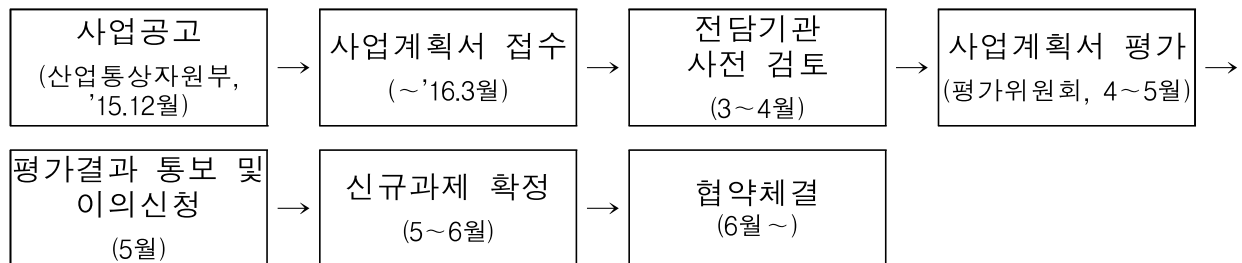 사업공고
(산업통상자원부,
'15.12월)
→
사업계획서 접수
(~'16.3월)
→
전담기관
사전 검토
(3~4월)
→
사업계획서 평가
(평가위원회, 4~5월)
→
평가결과 통보 및
이의신청
(5월)
→
신규과제 확정
(5~6월)
→
협약체결
(6월~)